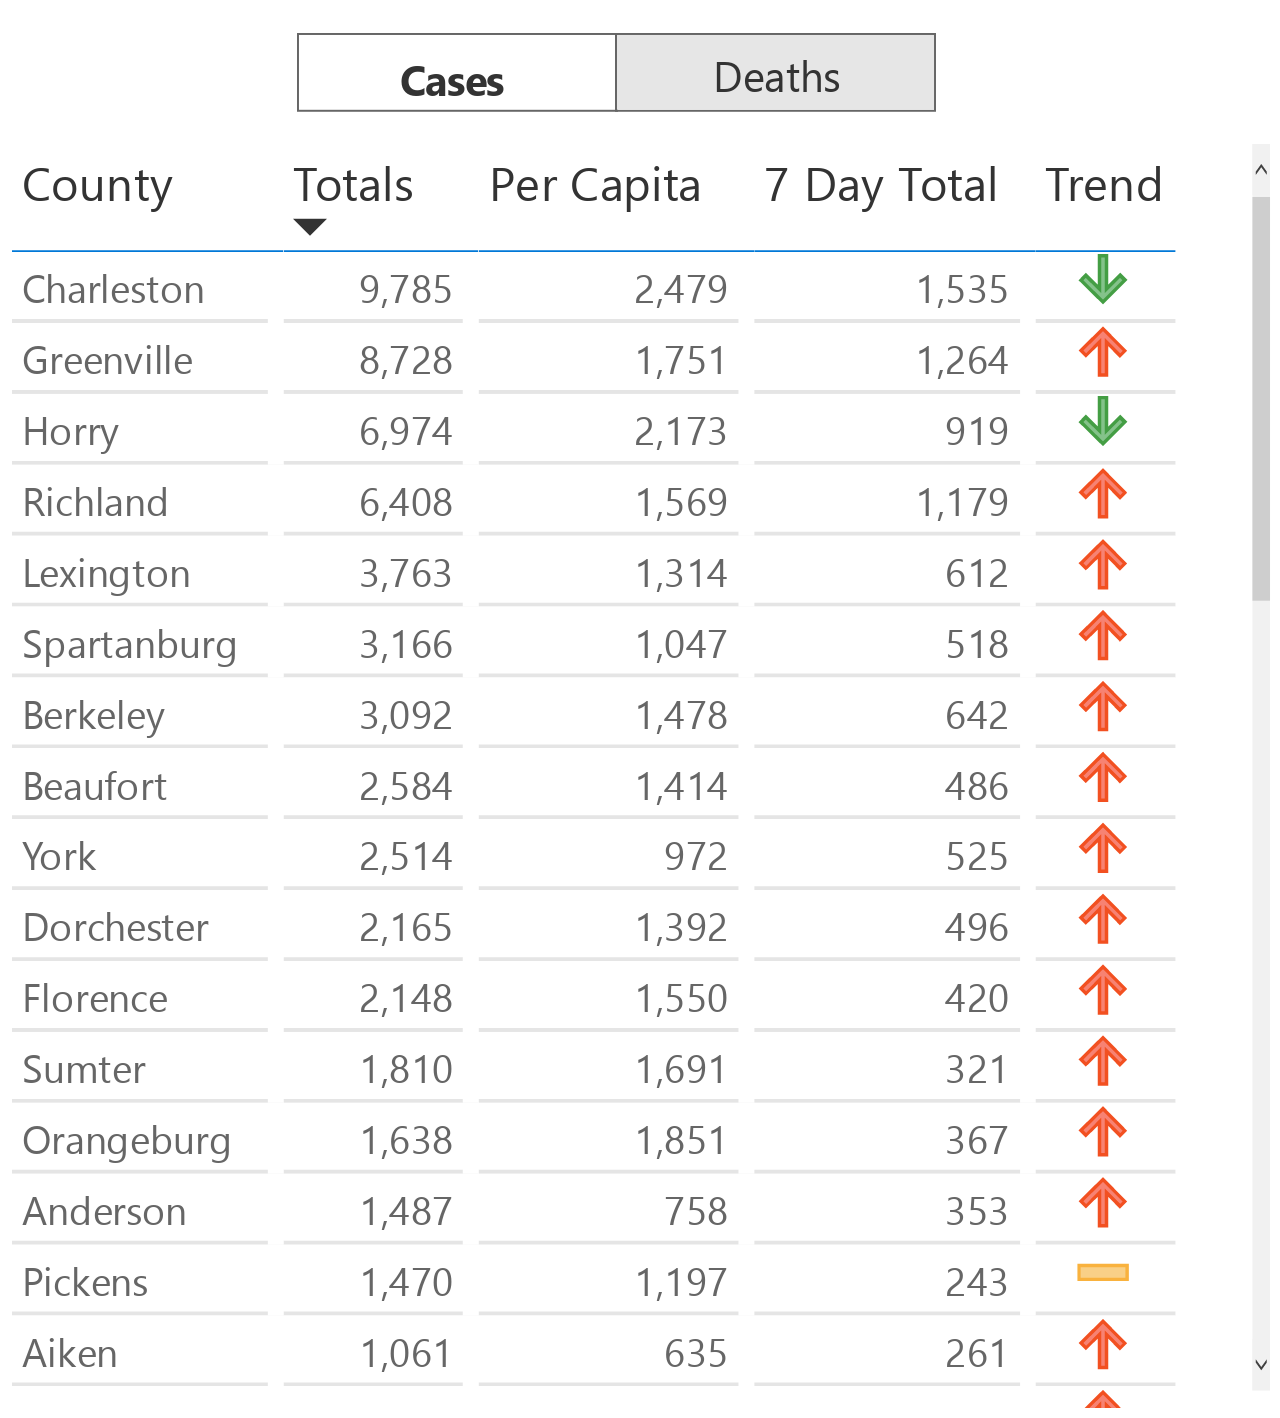 Cases Deaths
County Totals Per Capita 7 Day Total Trend
Charleston 9,785 2,479 1,535
Greenville 8,728 1,751 1,264
Horry 6,974 2,173 919
Richland 6,408 1,569 1,179
Lexington 3,763 1,314 612
Spartanburg 3,166 1,047 518
Berkeley 3,092 1,478 642
Beaufort 2,584 1,414 486
York 2,514 972 525
Dorchester 2,165 1,392 496
Florence 2,148 1,550 420
Sumter 1,810 1,691 321
Orangeburg 1,638 1,851 367
Anderson 1,487 758 353
Pickens 1,470 1,197 243
Aiken 1,061 635 261